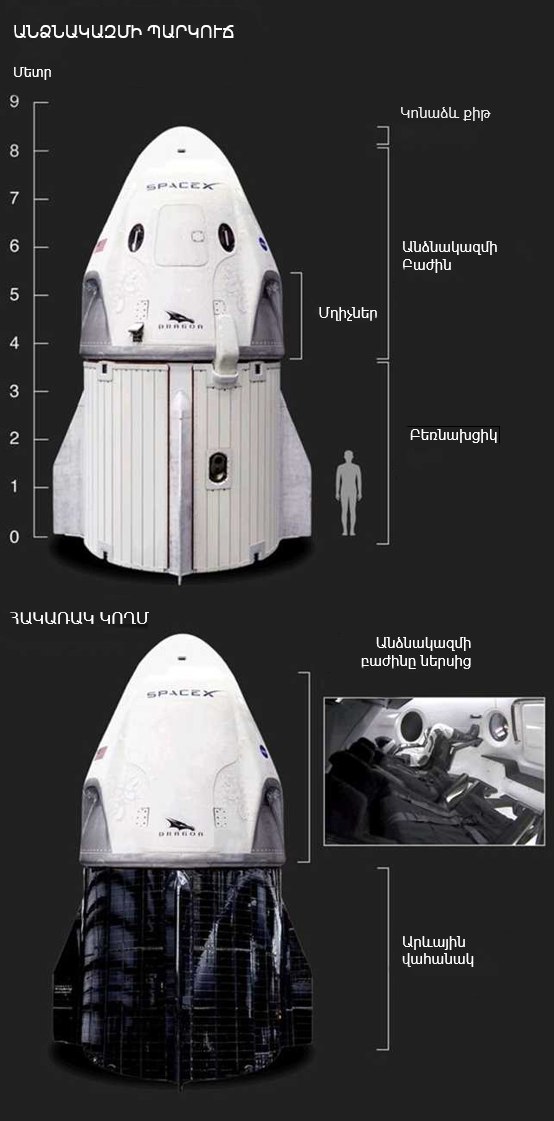 ԱՆՁՆԱԿԱԶՄԻ ՊԱՐԿՈՒՃ
Մետր
9
Կոնաձև քիթ
8
SPACEX
7
6
Անձնակազմի
Բաժին
5
Մղիչներ
DRAGON
4
3
2
Բեռնախցիկ
1
0
ՀԱԿԱՌԱԿ ԿՈՂՄ
Անձնակազմի
բաժինը ներսից
SPACEX
DRAGON
Արևային
վահանակ